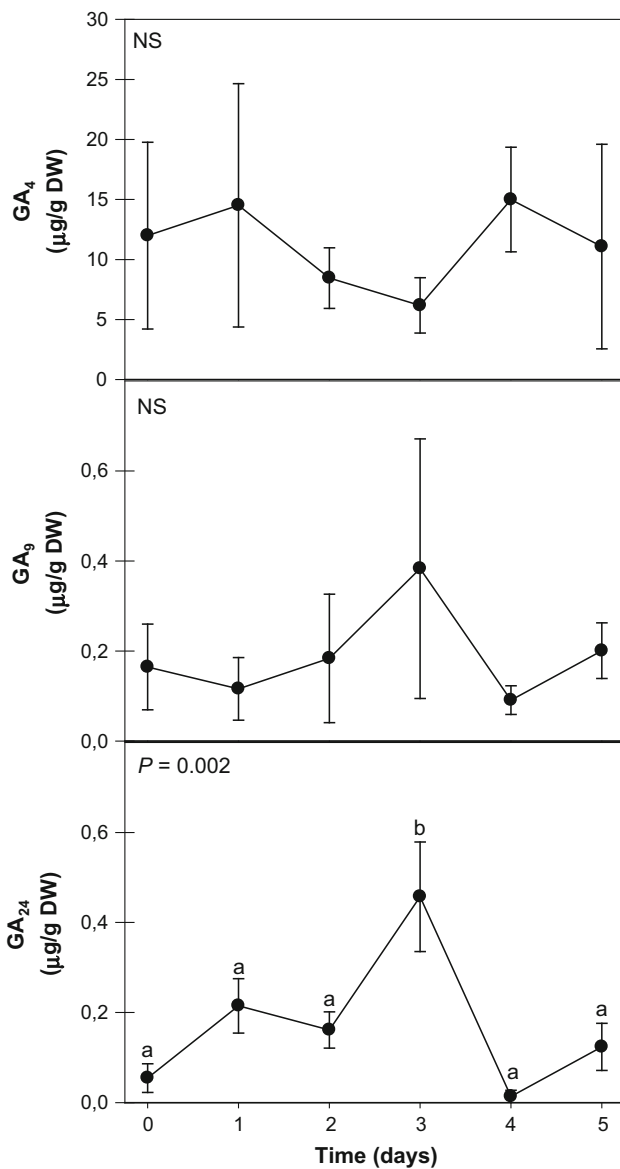 30
NS
25
20
15
10
5
0
GA₄
(µg/g DW)
NS
0,6
0,4
0,2
0,0
GA₉
(µg/g DW)
P = 0.002
0,6
0,4
0,2
0,0
GA₂₄
(µg/g DW)
a
a
a
b
a
a
0 1 2 3 4 5
Time (days)